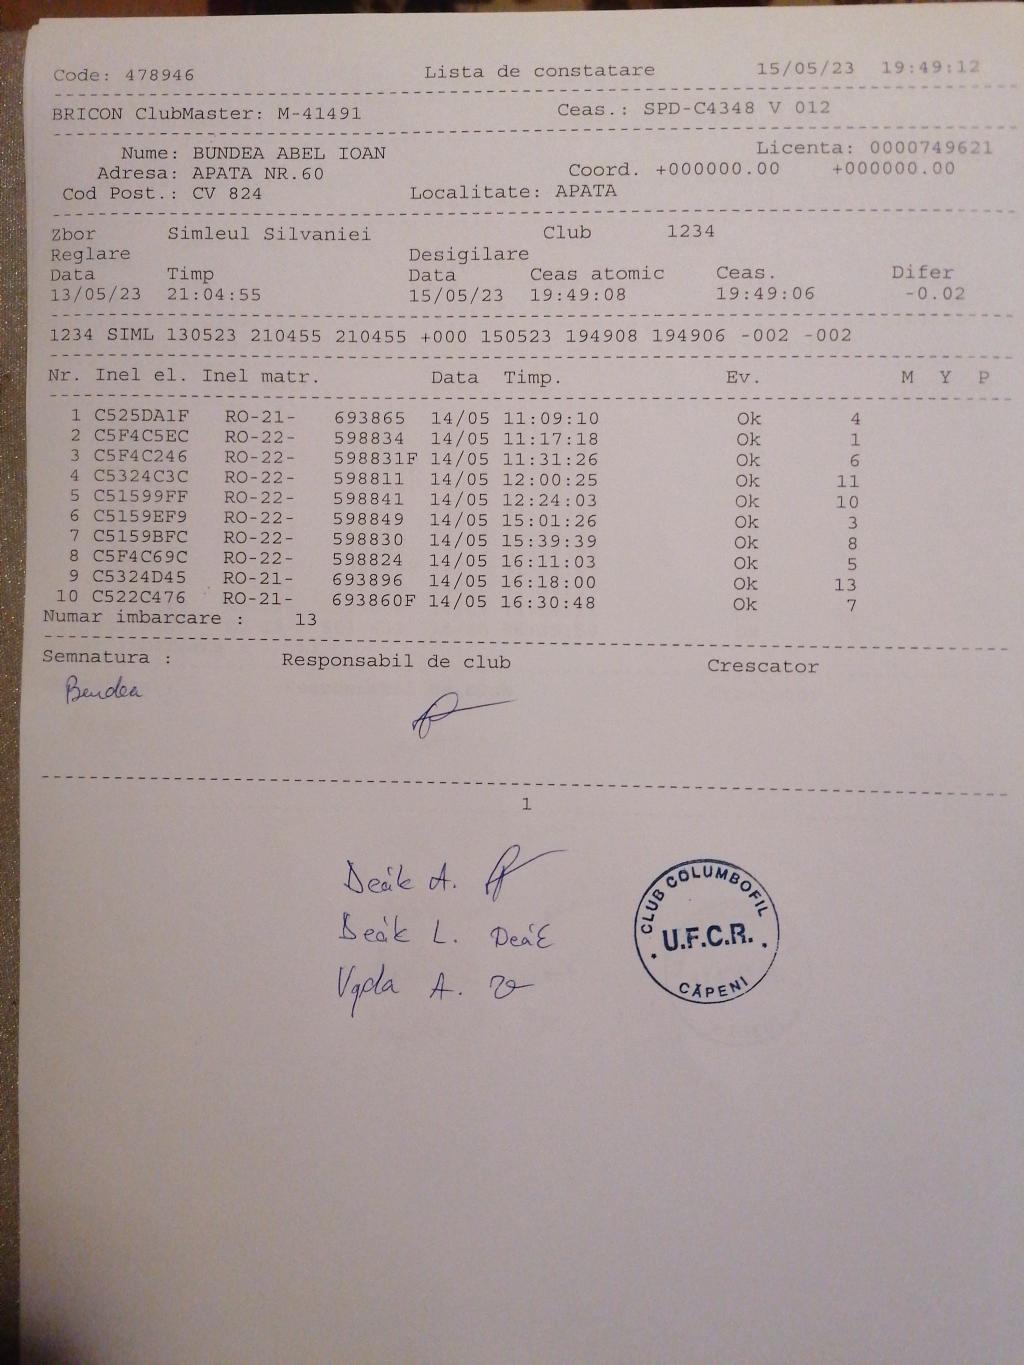 Code: 478946 Lista de constatare 15/05/23 19:49:12
BRICON ClubMaster: M-41491 Ceas.: SPD-C4348 V 012
Nume: BUNDEA ABEL IOAN Licenta: 0000749621
Adresa: APATA NR.60 Coord. +000000.00 +000000.00
Cod Post.: CV 824 Localitate: APATA
Zbor Simleul Silvaniei Club 1234
Reglare Desigilare
Data Timp Data Ceas atomic Ceas. Difer
13/05/23 21:04:55 15/05/23 19:49:08 19:49:06 -0.02
1234 SIML 130523 210455 210455 +000 150523 194908 194906 -002 -002
Nr. Inel el. Inel matr. Data Timp. Ev. M Y P
1 C525DA1F RO-21- 693865 14/05 11:09:10 Ok 4
2 C5F4C5EC RO-22- 598834 14/05 11:17:18 Ok 1
3 C5F4C246 RO-22- 598831F 14/05 11:31:26 Ok 6
4 C5324C3C RO-22- 598811 14/05 12:00:25 Ok 11
5 C51599FF RO-22- 598841 14/05 12:24:03 Ok 10
6 C5159EF9 RO-22- 598849 14/05 15:01:26 Ok 3
7 C5159BFC RO-22- 598830 14/05 15:39:39 Ok 8
8 C5F4C69C RO-22- 598824 14/05 16:11:03 Ok 5
9 C5324D45 RO-21- 693896 14/05 16:18:00 Ok 13
10 C522C476 RO-21- 693860F 14/05 16:30:48 Ok 7
Numar imbarcare : 13
Semnatura : Responsabil de club Crescator
Bundea
1
Deák A.
Deák L. Deák
A.
CLUB COLUMBOFIL
U.F.C.R.
CĂPENI